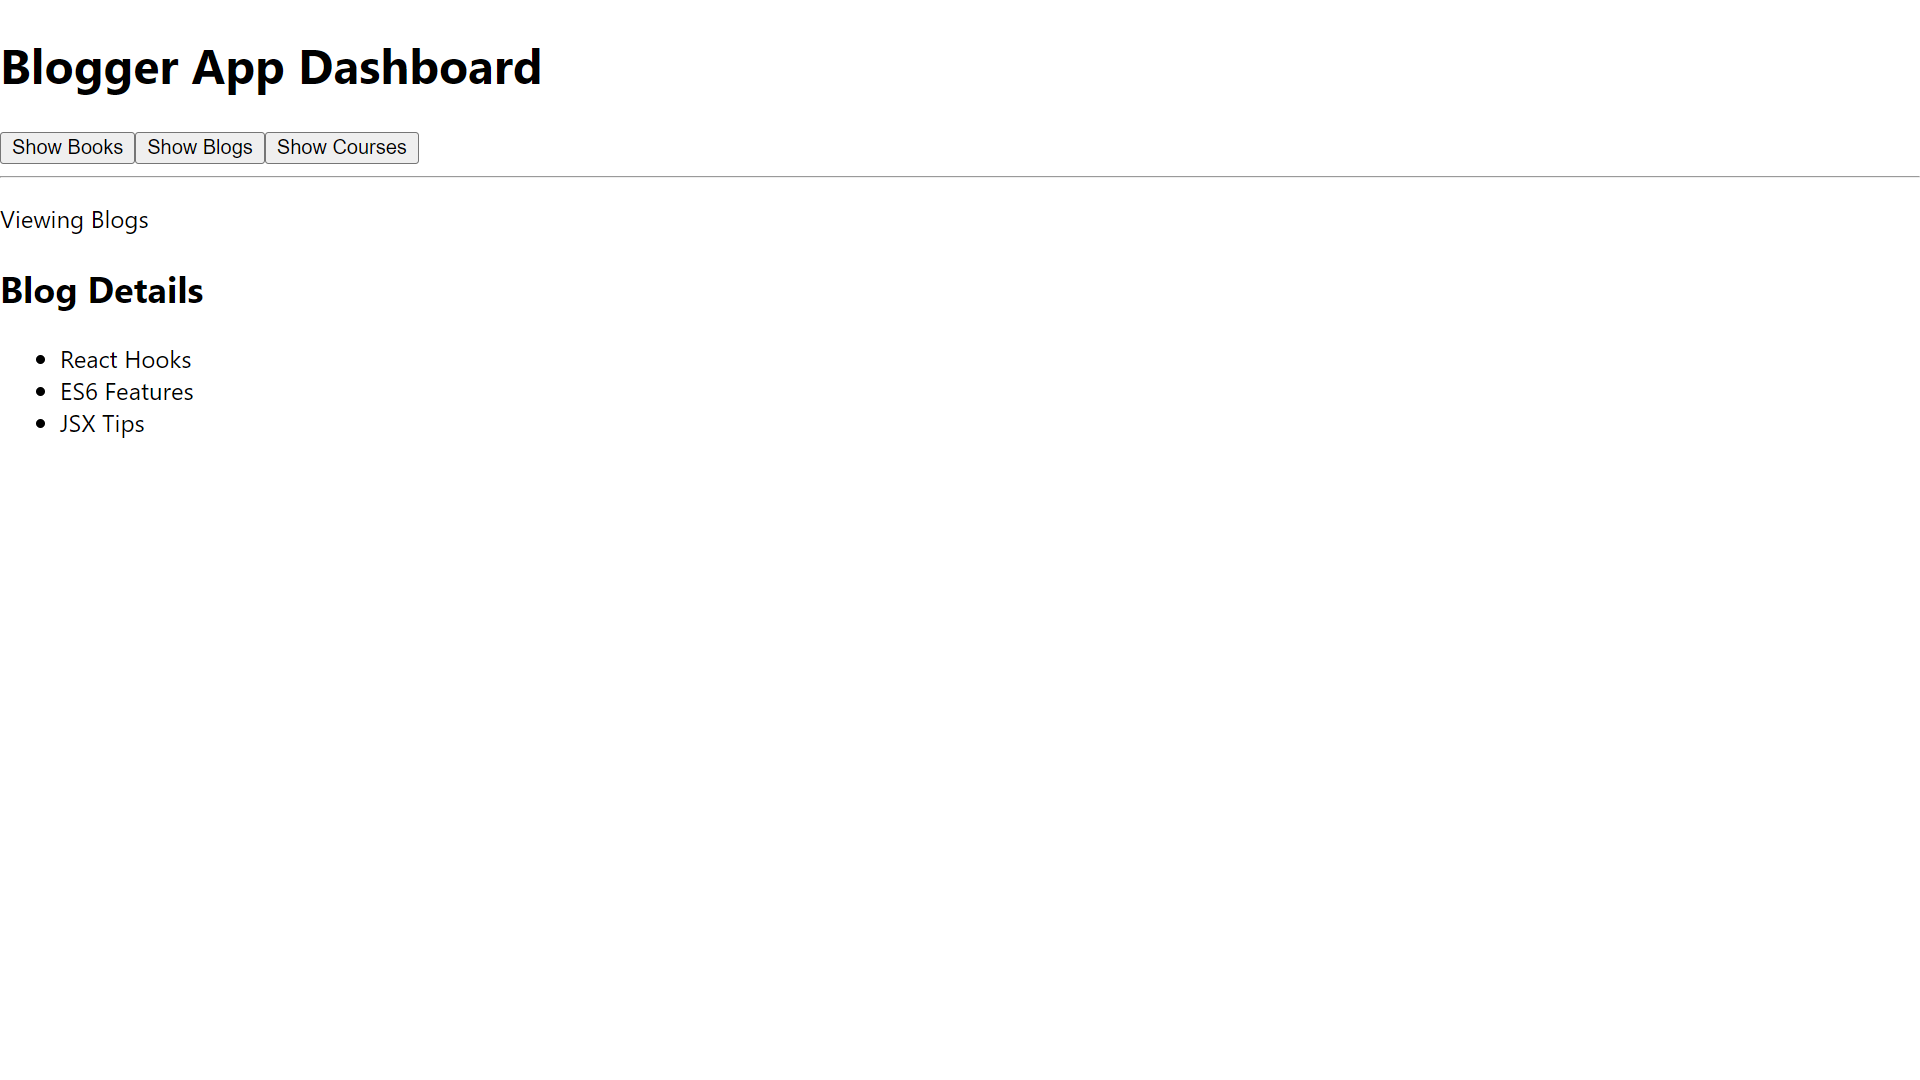 Blogger App Dashboard
Show Books Show Blogs Show Courses
Viewing Blogs
Blog Details
React Hooks
ES6 Features
JSX Tips